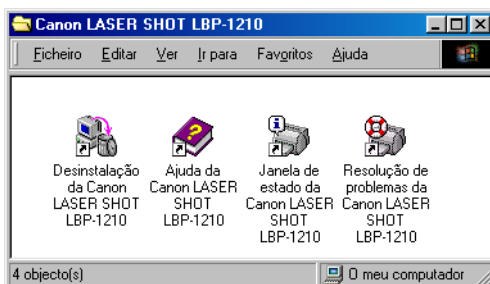 Canon LASER SHOT LBP-1210
Ficheiro Editar Ver Ir para Favoritos Ajuda
Desinstalação
da Canon
LASER SHOT
LBP-1210
Ajuda da
Canon LASER
SHOT
LBP-1210
Janela de
estado da
Canon LASER
SHOT
LBP-1210
Resolução de
problemas da
Canon LASER
SHOT
LBP-1210
4 objecto(s)
O meu computador